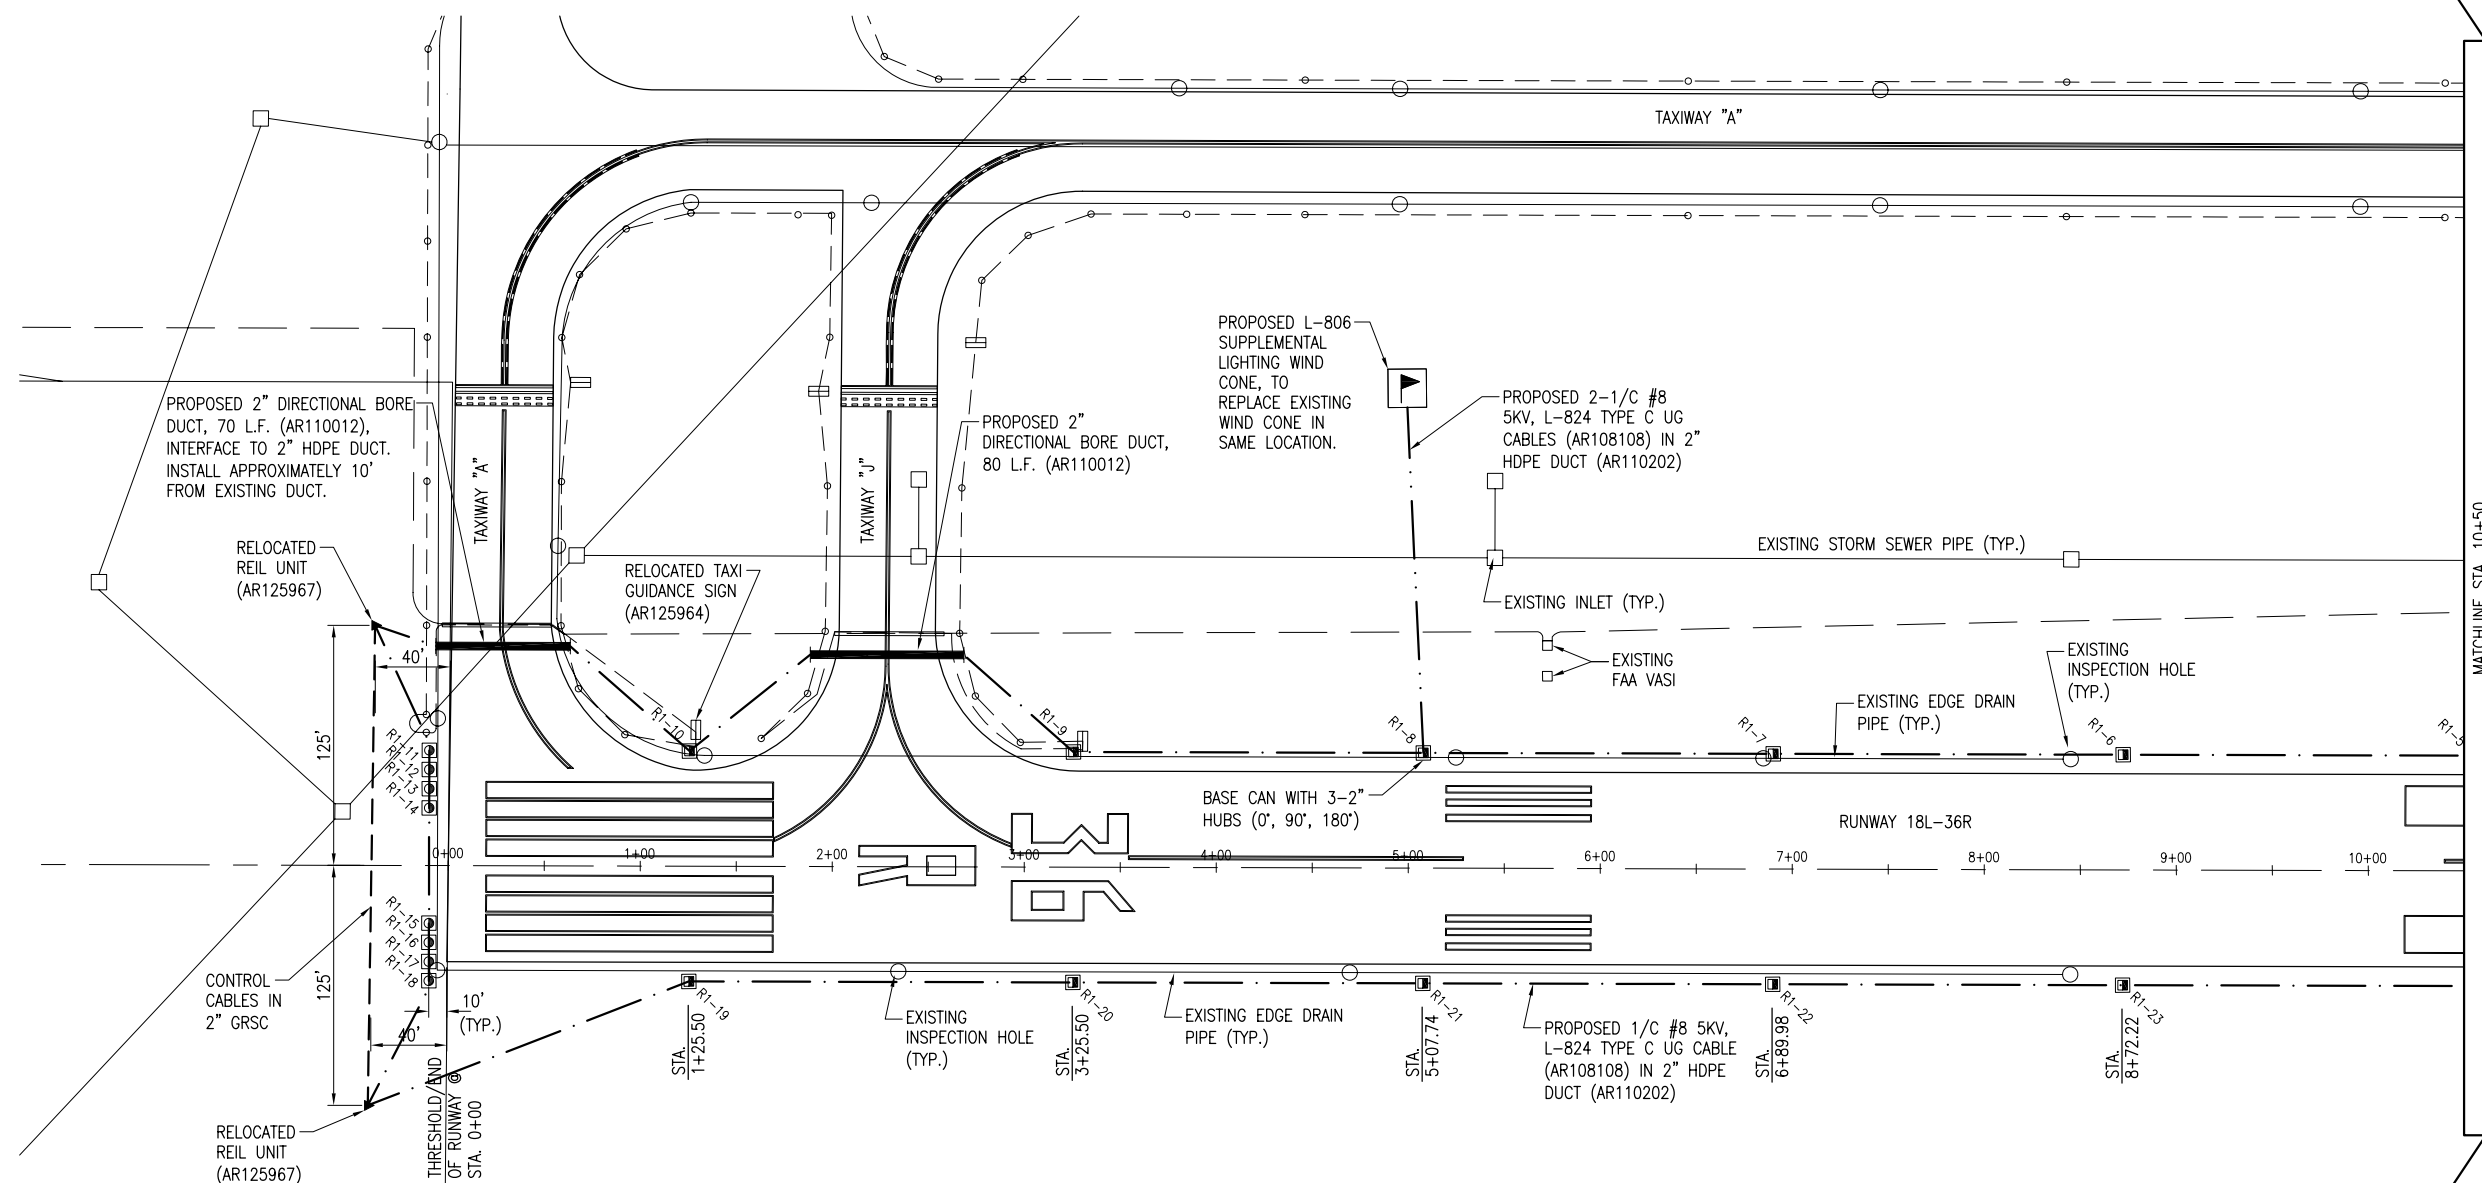 TAXIWAY "A"
PROPOSED L-806
SUPPLEMENTAL
LIGHTING WIND
CONE, TO
REPLACE EXISTING
WIND CONE IN
SAME LOCATION.
PROPOSED 2-1/C #8
5KV, L-824 TYPE C UG
CABLES (AR108108) IN 2"
HDPE DUCT (AR110202)
PROPOSED 2" DIRECTIONAL BORE
DUCT, 70 L.F. (AR110012),
INTERFACE TO 2" HDPE DUCT.
INSTALL APPROXIMATELY 10'
FROM EXISTING DUCT.
TAXIWAY "A"
TAXIWAY "J"
PROPOSED 2"
DIRECTIONAL BORE DUCT,
80 L.F. (AR110012)
RELOCATED
REIL UNIT
(AR125967)
RELOCATED TAXI
GUIDANCE SIGN
(AR125964)
EXISTING STORM SEWER PIPE (TYP.)
EXISTING INLET (TYP.)
EXISTING
FAA VASI
EXISTING
INSPECTION HOLE
(TYP.)
EXISTING EDGE DRAIN
PIPE (TYP.)
MATCHLINE STA. 10+50
40'
125'
R1-10
R1-9
R1-8
R1-7
R1-6
R1-5
R1-11
R1-12
R1-13
R1-14
BASE CAN WITH 3-2"
HUBS (0°, 90°, 180°)
RUNWAY 18L-36R
0+00
1+00
2+00
3+00
4+00
5+00
6+00
7+00
8+00
9+00
10+00
36
R
R1-15
R1-16
R1-17
R1-18
125'
CONTROL
CABLES IN
2" GRSC
10'
(TYP.)
40'
R1-19
R1-20
R1-21
R1-22
R1-23
STA.
1+25.50
STA.
3+25.50
STA.
5+07.74
STA.
6+89.98
STA.
8+72.22
EXISTING
INSPECTION HOLE
(TYP.)
EXISTING EDGE DRAIN
PIPE (TYP.)
PROPOSED 1/C #8 5KV,
L-824 TYPE C UG CABLE
(AR108108) IN 2" HDPE
DUCT (AR110202)
THRESHOLD/END
OF RUNWAY @
STA. 0+00
RELOCATED
REIL UNIT
(AR125967)